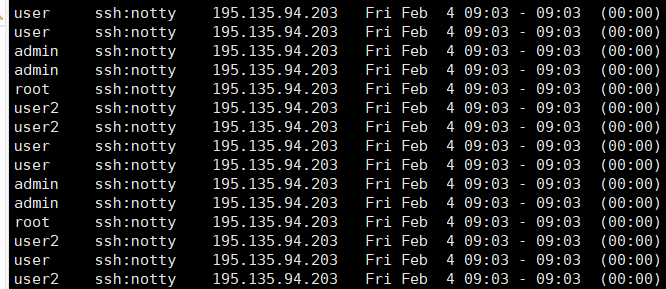 user     ssh:notty    195.135.94.203   Fri Feb  4 09:03 - 09:03  (00:00)
user     ssh:notty    195.135.94.203   Fri Feb  4 09:03 - 09:03  (00:00)
admin    ssh:notty    195.135.94.203   Fri Feb  4 09:03 - 09:03  (00:00)
admin    ssh:notty    195.135.94.203   Fri Feb  4 09:03 - 09:03  (00:00)
root     ssh:notty    195.135.94.203   Fri Feb  4 09:03 - 09:03  (00:00)
user2    ssh:notty    195.135.94.203   Fri Feb  4 09:03 - 09:03  (00:00)
user2    ssh:notty    195.135.94.203   Fri Feb  4 09:03 - 09:03  (00:00)
user     ssh:notty    195.135.94.203   Fri Feb  4 09:03 - 09:03  (00:00)
user     ssh:notty    195.135.94.203   Fri Feb  4 09:03 - 09:03  (00:00)
admin    ssh:notty    195.135.94.203   Fri Feb  4 09:03 - 09:03  (00:00)
admin    ssh:notty    195.135.94.203   Fri Feb  4 09:03 - 09:03  (00:00)
root     ssh:notty    195.135.94.203   Fri Feb  4 09:03 - 09:03  (00:00)
user2    ssh:notty    195.135.94.203   Fri Feb  4 09:03 - 09:03  (00:00)
user     ssh:notty    195.135.94.203   Fri Feb  4 09:03 - 09:03  (00:00)
user2    ssh:notty    195.135.94.203   Fri Feb  4 09:03 - 09:03  (00:00)